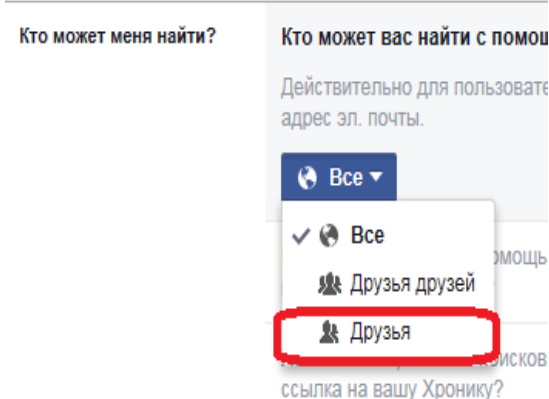 Кто может меня найти?
Кто может вас найти с помощ
Действительно для пользовате
адрес эл. почты.
Все
Все
Друзья друзей
Друзья
ссылка на вашу Хронику?